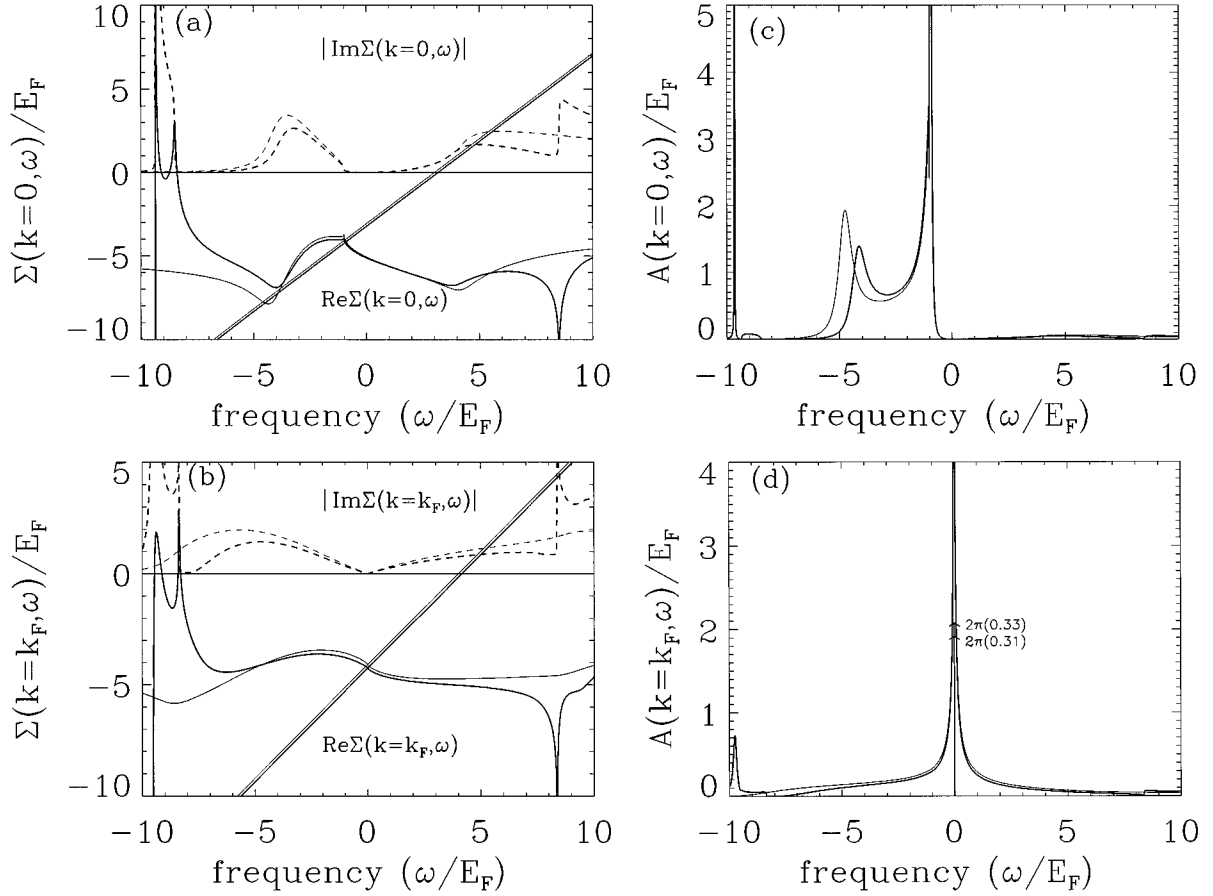 (a)
|ImΣ(k=0,ω)|
ReΣ(k=0,ω)
Σ(k=0,ω)/E_F
10
5
0
−5
−10
−10 −5 0 5 10
frequency (ω/E_F)
(c)
A(k=0,ω)/E_F
5
4
3
2
1
0
−10 −5 0 5 10
frequency (ω/E_F)
(b)
|ImΣ(k=k_F,ω)|
ReΣ(k=k_F,ω)
Σ(k=k_F,ω)/E_F
5
0
−5
−10
−10 −5 0 5 10
frequency (ω/E_F)
(d)
2π(0.33)
2π(0.31)
A(k=k_F,ω)/E_F
4
3
2
1
0
−10 −5 0 5 10
frequency (ω/E_F)